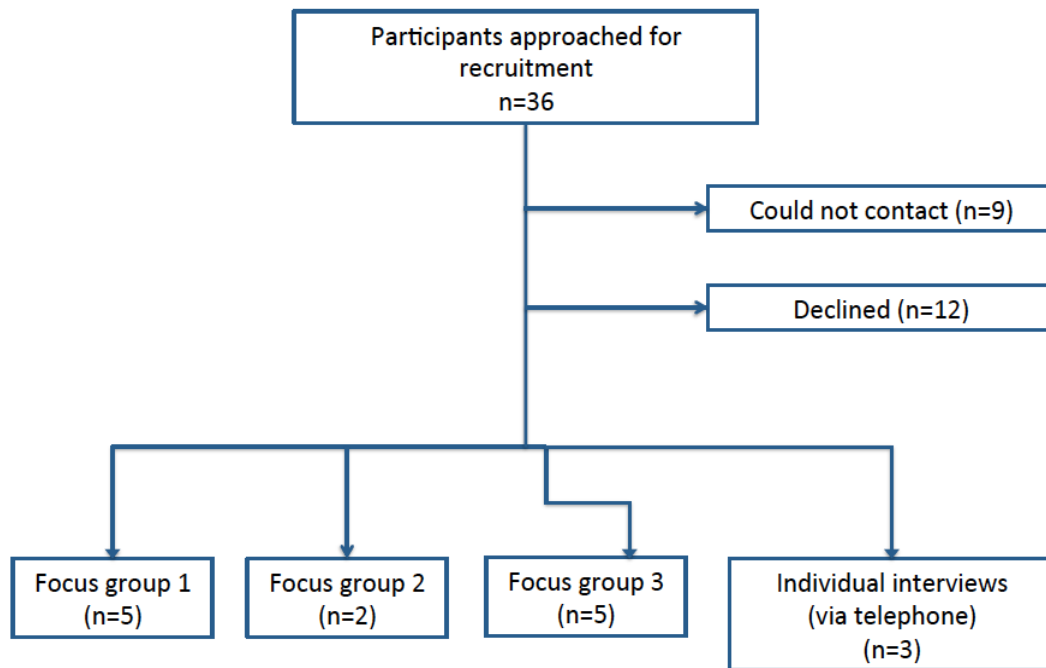 Participants approached for
recruitment
n=36
Could not contact (n=9)
Declined (n=12)
Focus group 1
(n=5)
Focus group 2
(n=2)
Focus group 3
(n=5)
Individual interviews
(via telephone)
(n=3)